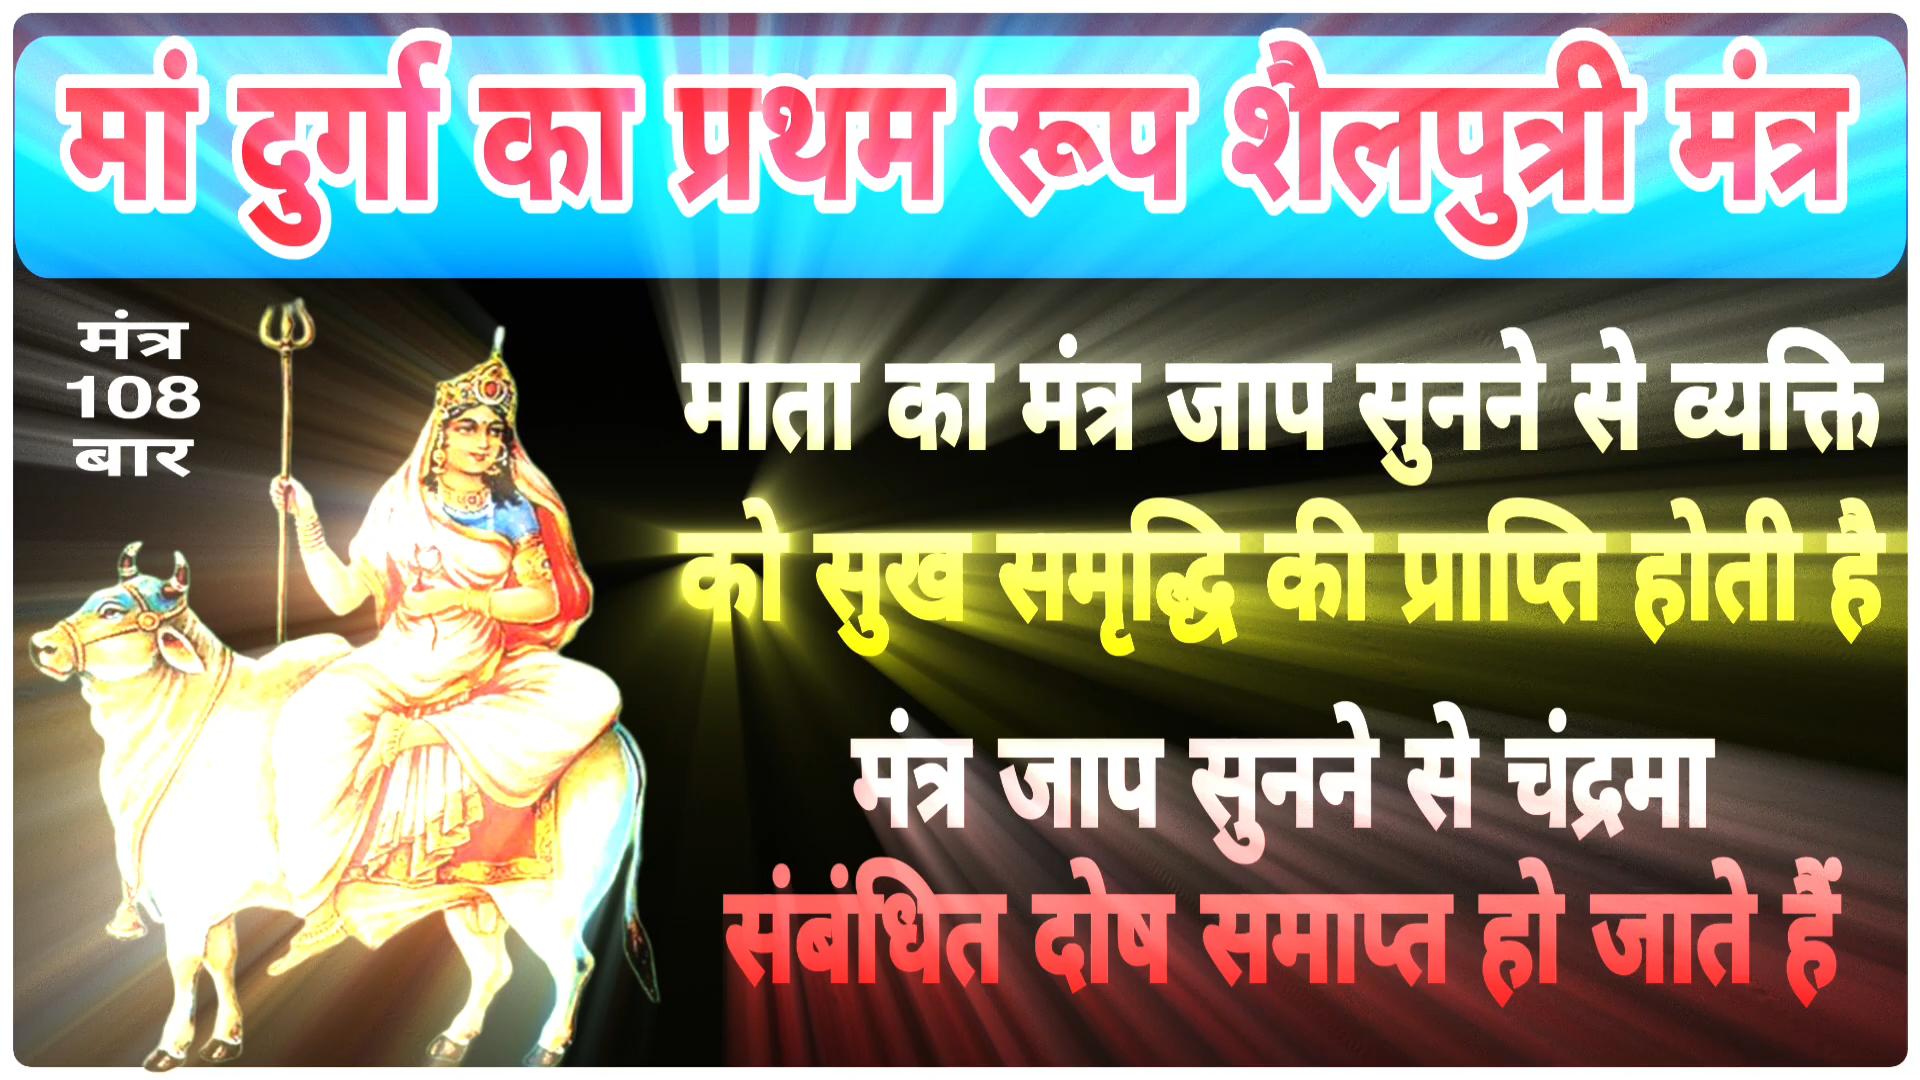 मां दुर्गा का प्रथम रूप शैलपुत्री मंत्र
मंत्र
108
बार
माता का मंत्र जाप सुनने से व्यक्ति
को सुख समृद्धि की प्राप्ति होती है
मंत्र जाप सुनने से चंद्रमा
संबंधित दोष समाप्त हो जाते हैं